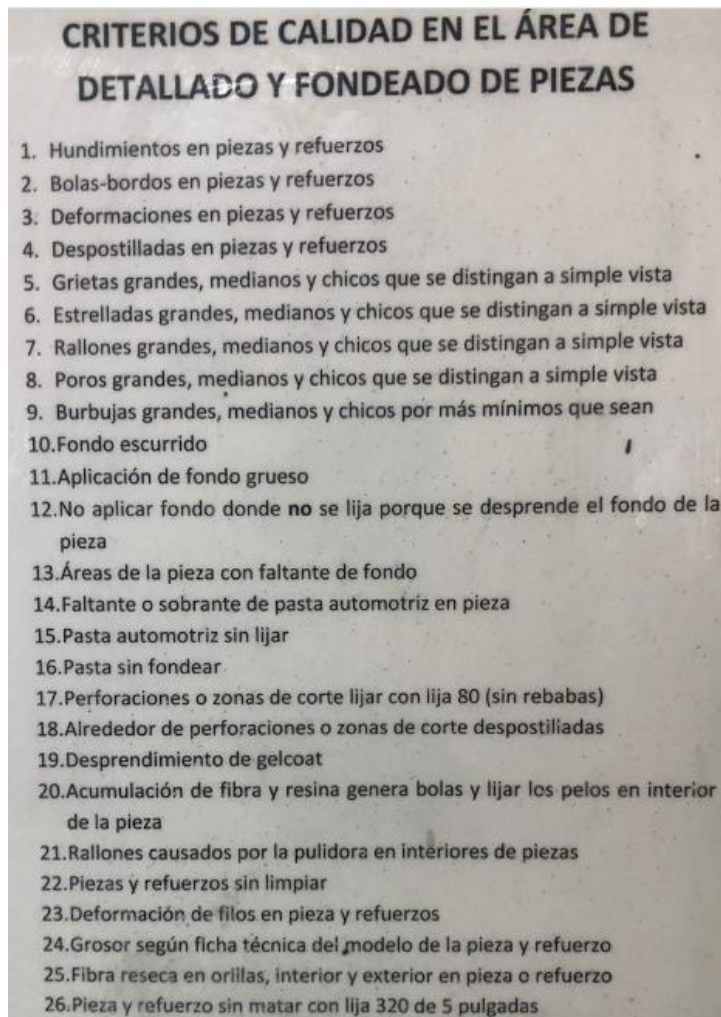 CRITERIOS DE CALIDAD EN EL ÁREA DE
DETALLADO Y FONDEADO DE PIEZAS
1. Hundimientos en piezas y refuerzos
2. Bolas-bordos en piezas y refuerzos
3. Deformaciones en piezas y refuerzos
4. Despostilladas en piezas y refuerzos
5. Grietas grandes, medianos y chicos que se distingan a simple vista
6. Estrelladas grandes, medianos y chicos que se distingan a simple vista
7. Rallones grandes, medianos y chicos que se distingan a simple vista
8. Poros grandes, medianos y chicos que se distingan a simple vista
9. Burbujas grandes, medianos y chicos por más mínimos que sean
10.Fondo escurrido
11.Aplicación de fondo grueso
12.No aplicar fondo donde no se lija porque se desprende el fondo de la
pieza
13.Áreas de la pieza con faltante de fondo
14.Faltante o sobrante de pasta automotriz en pieza
15.Pasta automotriz sin lijar
16.Pasta sin fondear
17.Perforaciones o zonas de corte lijar con lija 80 (sin rebabas)
18.Alrededor de perforaciones o zonas de corte despostilladas
19.Desprendimiento de gelcoat
20.Acumulación de fibra y resina genera bolas y lijar los pelos en interior
de la pieza
21.Rallones causados por la pulidora en interiores de piezas
22.Piezas y refuerzos sin limpiar
23.Deformación de filos en pieza y refuerzos
24.Grosor según ficha técnica del modelo de la pieza y refuerzo
25.Fibra reseca en orillas, interior y exterior en pieza o refuerzo
26.Pieza y refuerzo sin matar con lija 320 de 5 pulgadas